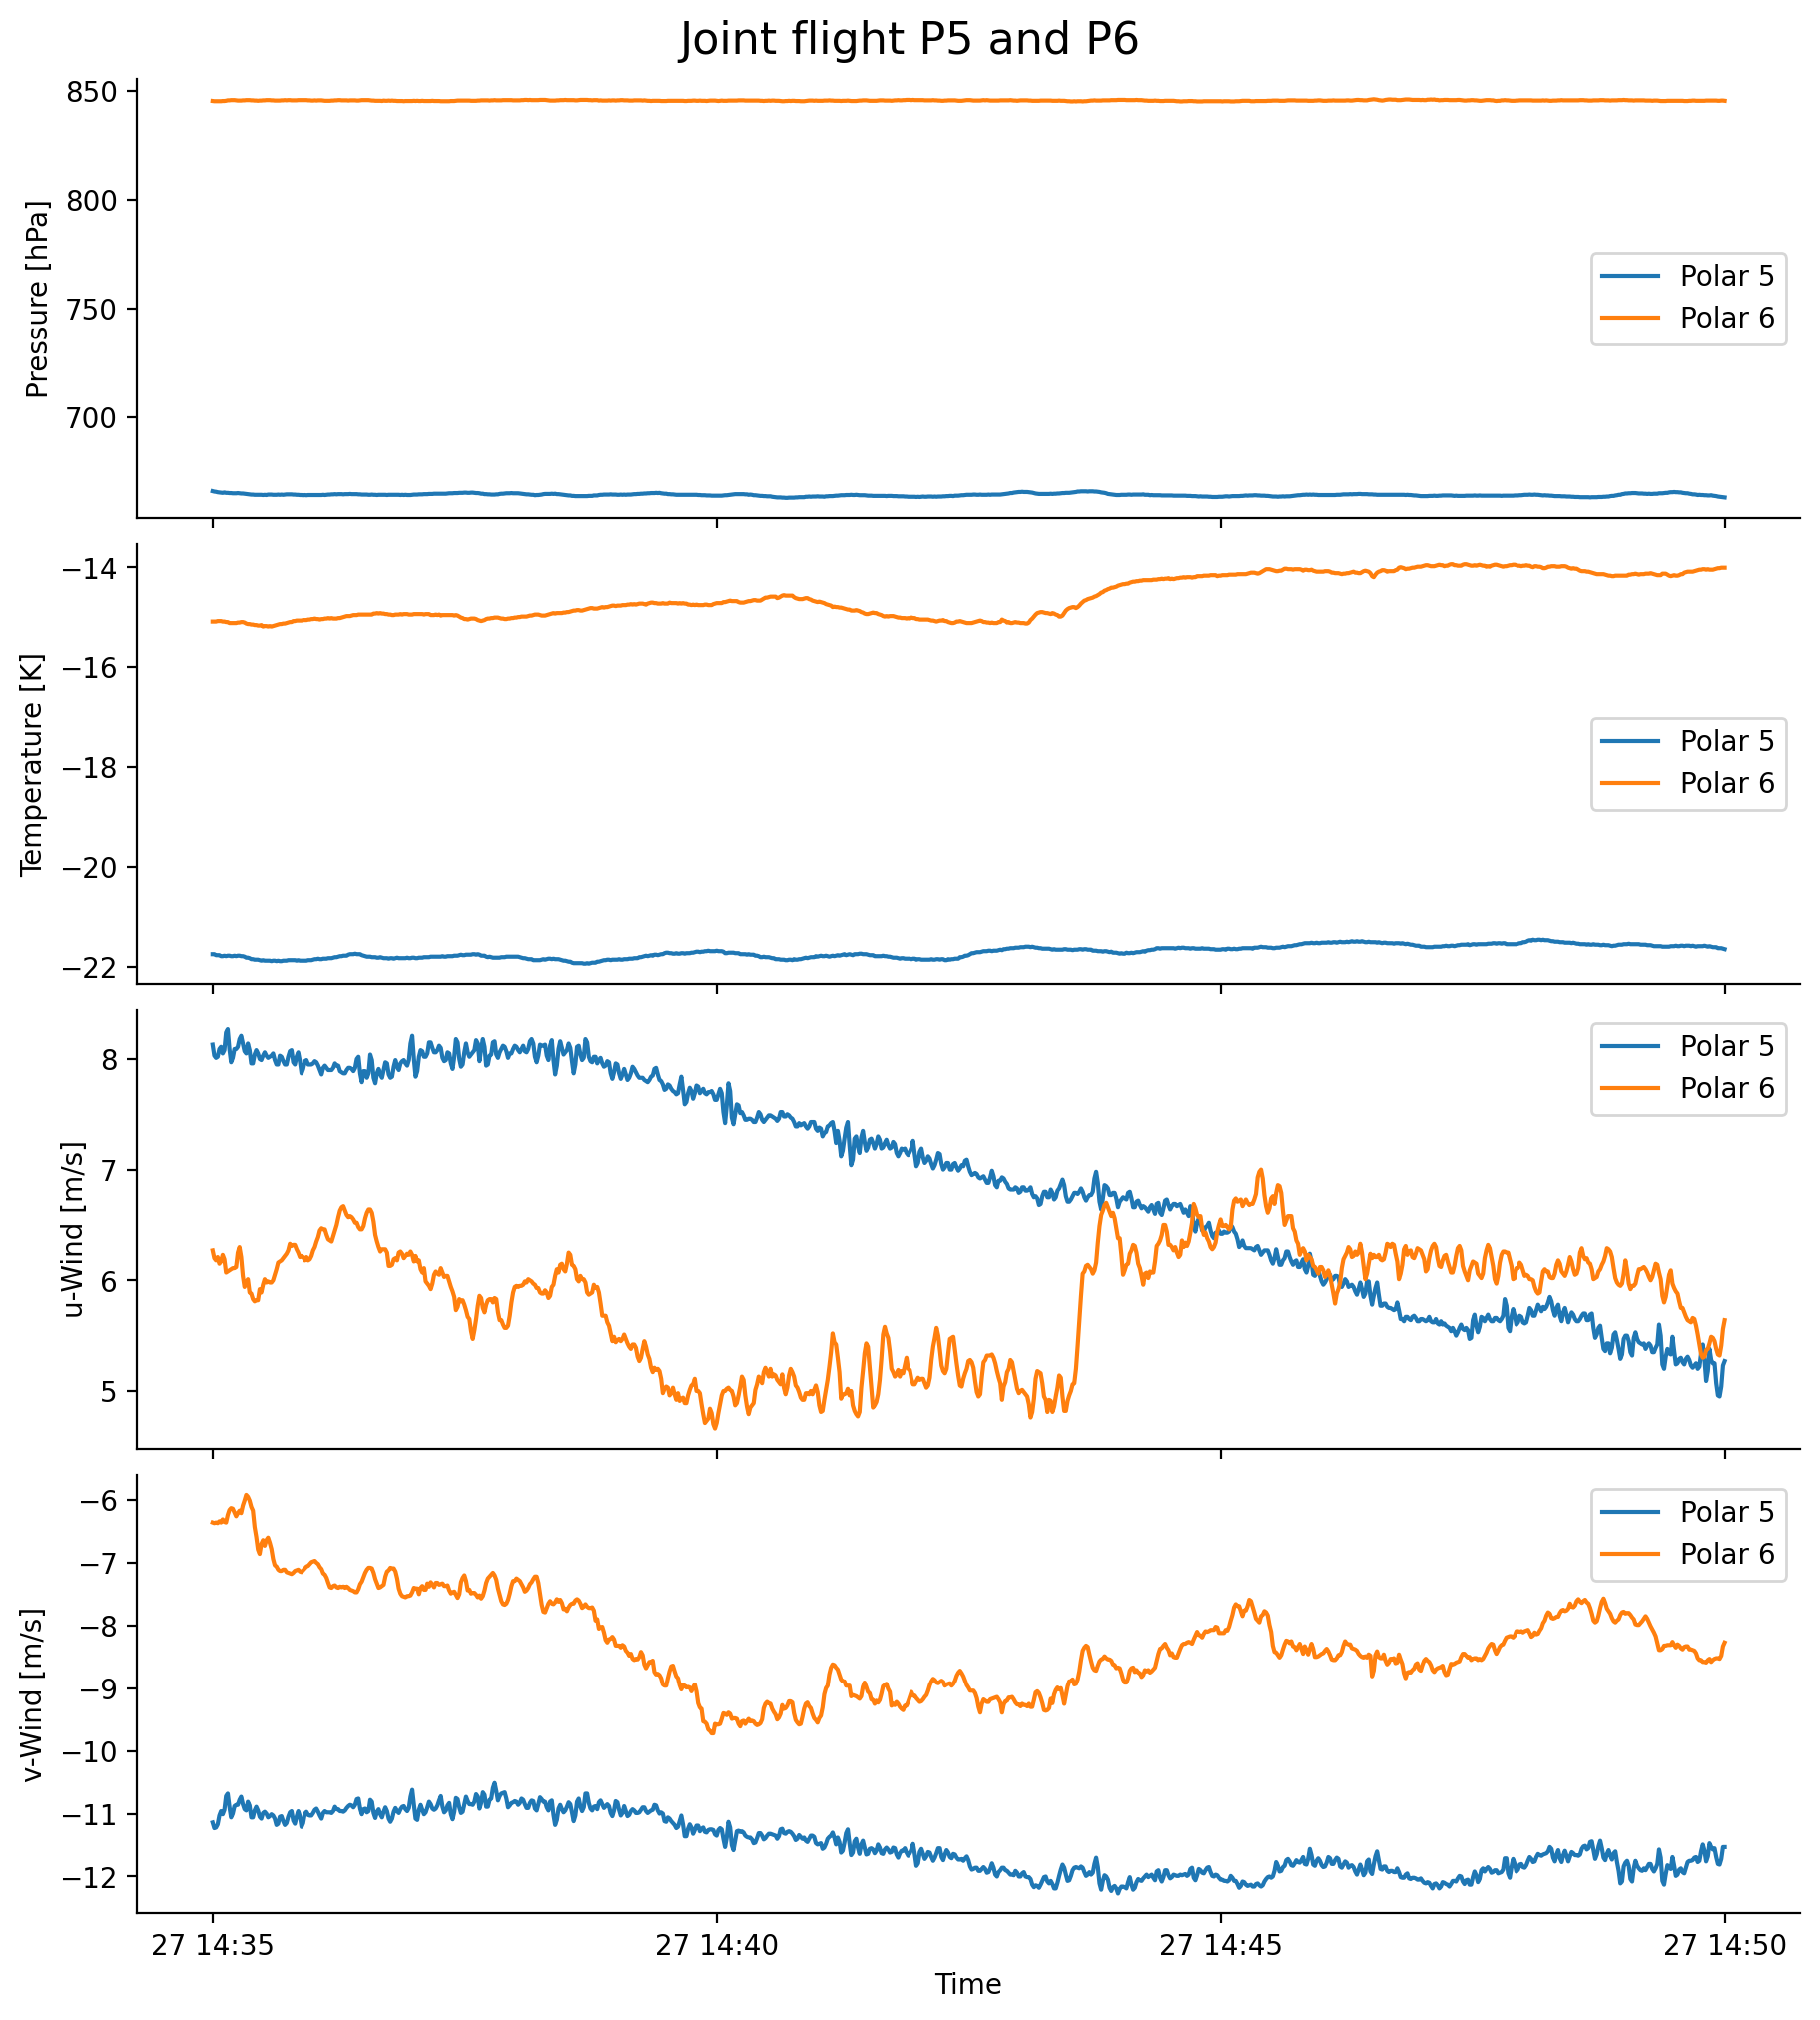 Joint flight P5 and P6
850
800
750
700
Pressure [hPa]
Polar 5
Polar 6
−14
−16
−18
−20
−22
Temperature [K]
Polar 5
Polar 6
8
7
6
5
u-Wind [m/s]
Polar 5
Polar 6
−6
−7
−8
−9
−10
−11
−12
v-Wind [m/s]
Polar 5
Polar 6
27 14:35
27 14:40
27 14:45
27 14:50
Time